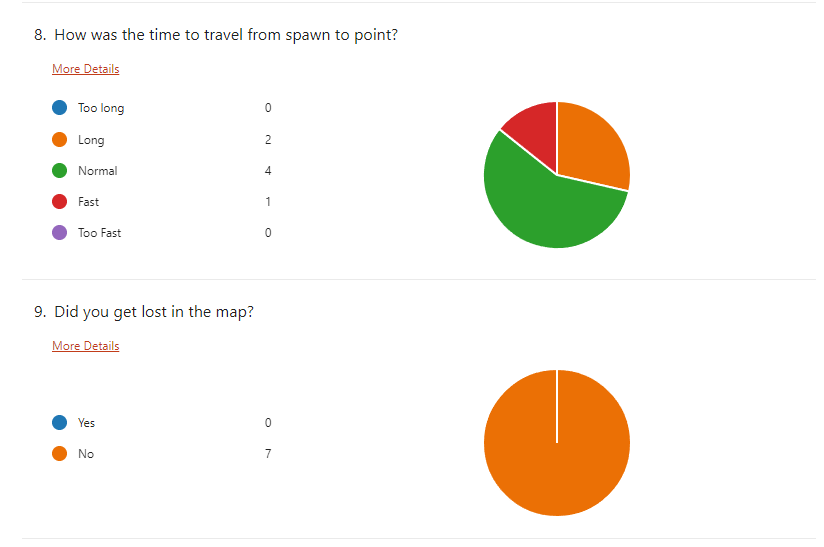 8. How was the time to travel from spawn to point?
More Details
Too long 0
Long 2
Normal 4
Fast 1
Too Fast 0
9. Did you get lost in the map?
More Details
Yes 0
No 7